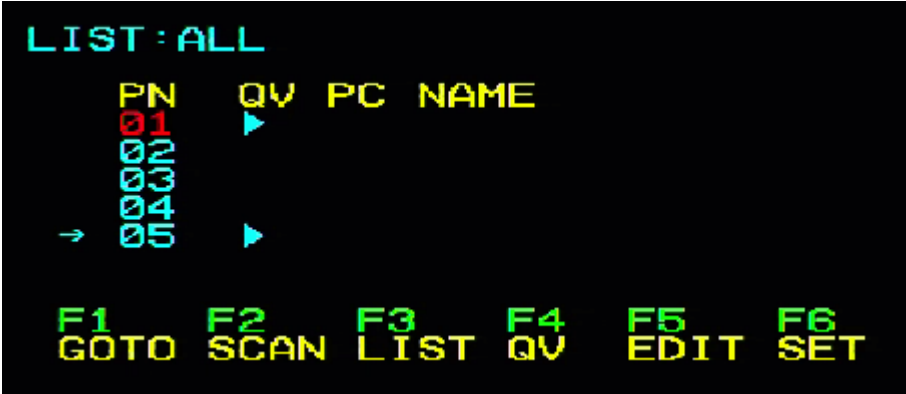 LIST:ALL
PN QV PC NAME
01 ▶
02
03
04
→ 05 ▶
F1 F2 F3 F4 F5 F6
GOTO SCAN LIST QV EDIT SET